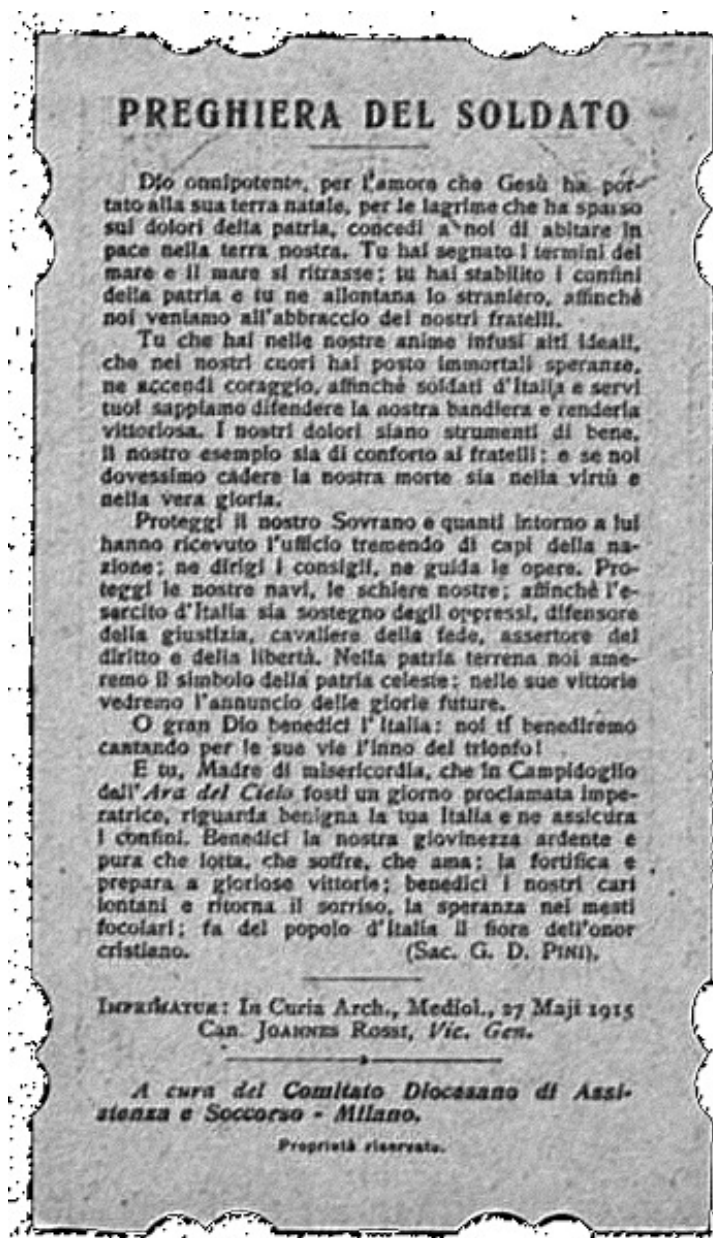 PREGHIERA DEL SOLDATO
Dio onnipotente, per l'amore che Gesù ha por-
tato alla sua terra natale, per le lagrime che ha sparso
sui dolori della patria, concedi a noi di abitare in
pace nella terra nostra. Tu hai segnato i termini del
mare e il mare si ritrasse; tu hai stabilito i confini
della patria e tu ne allontana lo straniero, affinchè
noi veniamo all'abbraccio dei nostri fratelli.
Tu che hai nelle nostre anime infusi alti ideali,
che nei nostri cuori hai posto immortali speranze,
ne accendi coraggio, affinchè soldati d'Italia e servi
tuoi sappiamo difendere la nostra bandiera e renderla
vittoriosa. I nostri dolori siano strumenti di bene,
il nostro esempio sia di conforto ai fratelli; e se noi
dovessimo cadere la nostra morte sia nella virtù e
nella vera gloria.
Proteggi il nostro Sovrano e quanti intorno a lui
hanno ricevuto l'ufficio tremendo di capi della na-
zione; ne dirigi i consigli, ne guida le opere. Pro-
teggi le nostre navi, le schiere nostre; affinchè l'e-
sercito d'Italia sia sostegno degli oppressi, difensore
della giustizia, cavaliere della fede, assertore del
diritto e della libertà. Nella patria terrena noi ame-
remo il simbolo della patria celeste; nelle sue vittorie
vedremo l'annuncio delle glorie future.
O gran Dio benedici l'Italia: noi ti benediremo
cantando per le sue vie l'inno del trionfo!
E tu, Madre di misericordia, che in Campidoglio
dall'Ara del Cielo fosti un giorno proclamata impe-
ratrice, riguarda benigna la tua Italia e ne assicura
i confini. Benedici la nostra giovinezza ardente e
pura che lotta, che soffre, che ama; la fortifica e
prepara a gloriose vittorie; benedici i nostri cari
lontani e ritorna il sorriso, la speranza nei mesti
focolari; fa del popolo d'Italia il fiore dell'onor
cristiano. (Sac. G. D. PINI).
IMPRIMATUR: In Curia Arch., Mediol., 27 Maji 1915
Can. JOANNES ROSSI, Vic. Gen.
A cura del Comitato Diocesano di Assi-
stenza e Soccorso - Milano.
Proprietà riservata.